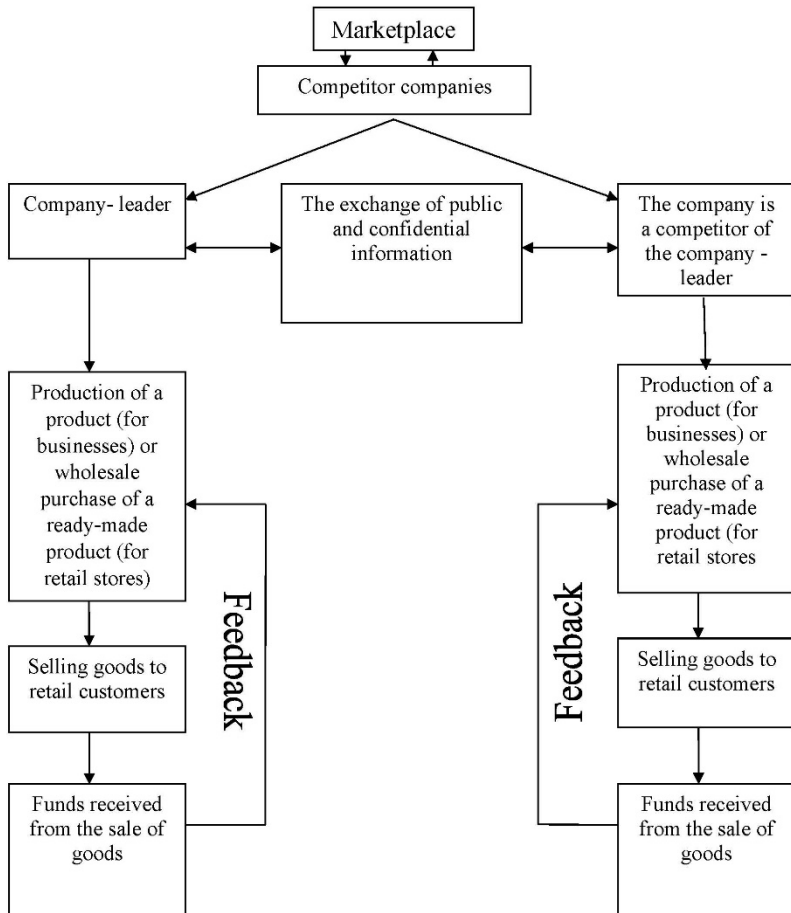 Marketplace
Competitor companies
Company- leader
The exchange of public
and confidential
information
The company is
a competitor of
the company -
leader
Production of a
product (for
businesses) or
wholesale
purchase of a
ready-made
product (for
retail stores)
Feedback
Selling goods to
retail customers
Funds received
from the sale of
goods
Production of a
product (for
businesses) or
wholesale
purchase of a
ready-made
product (for
retail stores
Feedback
Selling goods to
retail customers
Funds received
from the sale of
goods